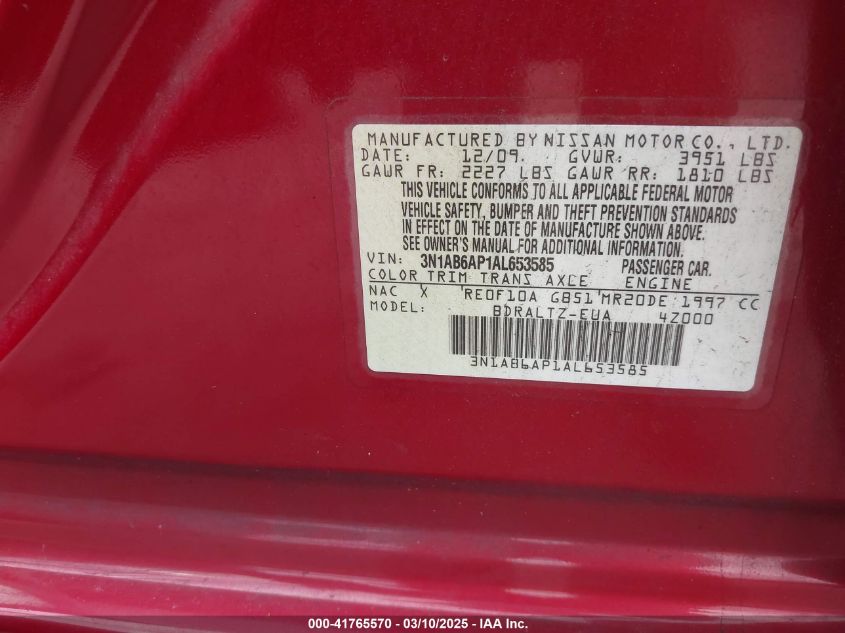 MANUFACTURED BY NISSAN MOTOR CO., LTD.
DATE: 12/09. GVWR: 3951 LBS
GAWR FR: 2227 LBS GAWR RR: 1810 LBS
THIS VEHICLE CONFORMS TO ALL APPLICABLE FEDERAL MOTOR
VEHICLE SAFETY, BUMPER AND THEFT PREVENTION STANDARDS
IN EFFECT ON THE DATE OF MANUFACTURE SHOWN ABOVE.
SEE OWNER'S MANUAL FOR ADDITIONAL INFORMATION.
VIN: 3N1AB6AP1AL653585 PASSENGER CAR.
COLOR TRIM TRANS AXLE ENGINE
NAC X RE0F10A GB51 MR20DE 1997 CC
MODEL: BDRALTZ-EUA 4Z000
3N1AB6AP1AL653585
000-41765570 - 03/10/2025 - IAA Inc.